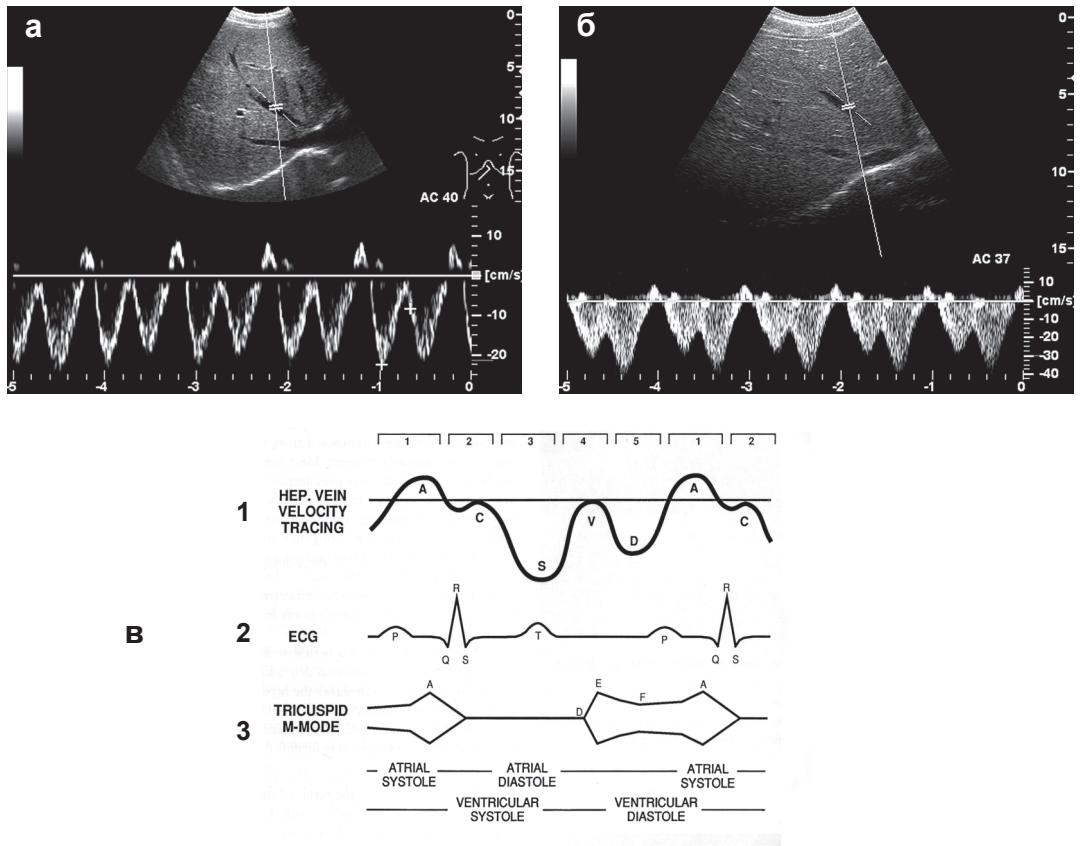 а
0
5
10
15
AC 40
10
[cm/s
-10
-20
-5
-4
-3
-2
-1
0
б
0
5
10
15
AC 37
10
[cm/s
-10
-20
-30
-40
-5
-4
-3
-2
-1
0
в
1 2 3 4 5 1 2
1
HEP. VEIN
VELOCITY
TRACING
A C S V D A C
2
ECG
P Q R S T P Q R S
3
TRICUSPID
M-MODE
A D E F A
ATRIAL
SYSTOLE
ATRIAL
DIASTOLE
ATRIAL
SYSTOLE
VENTRICULAR
SYSTOLE
VENTRICULAR
DIASTOLE